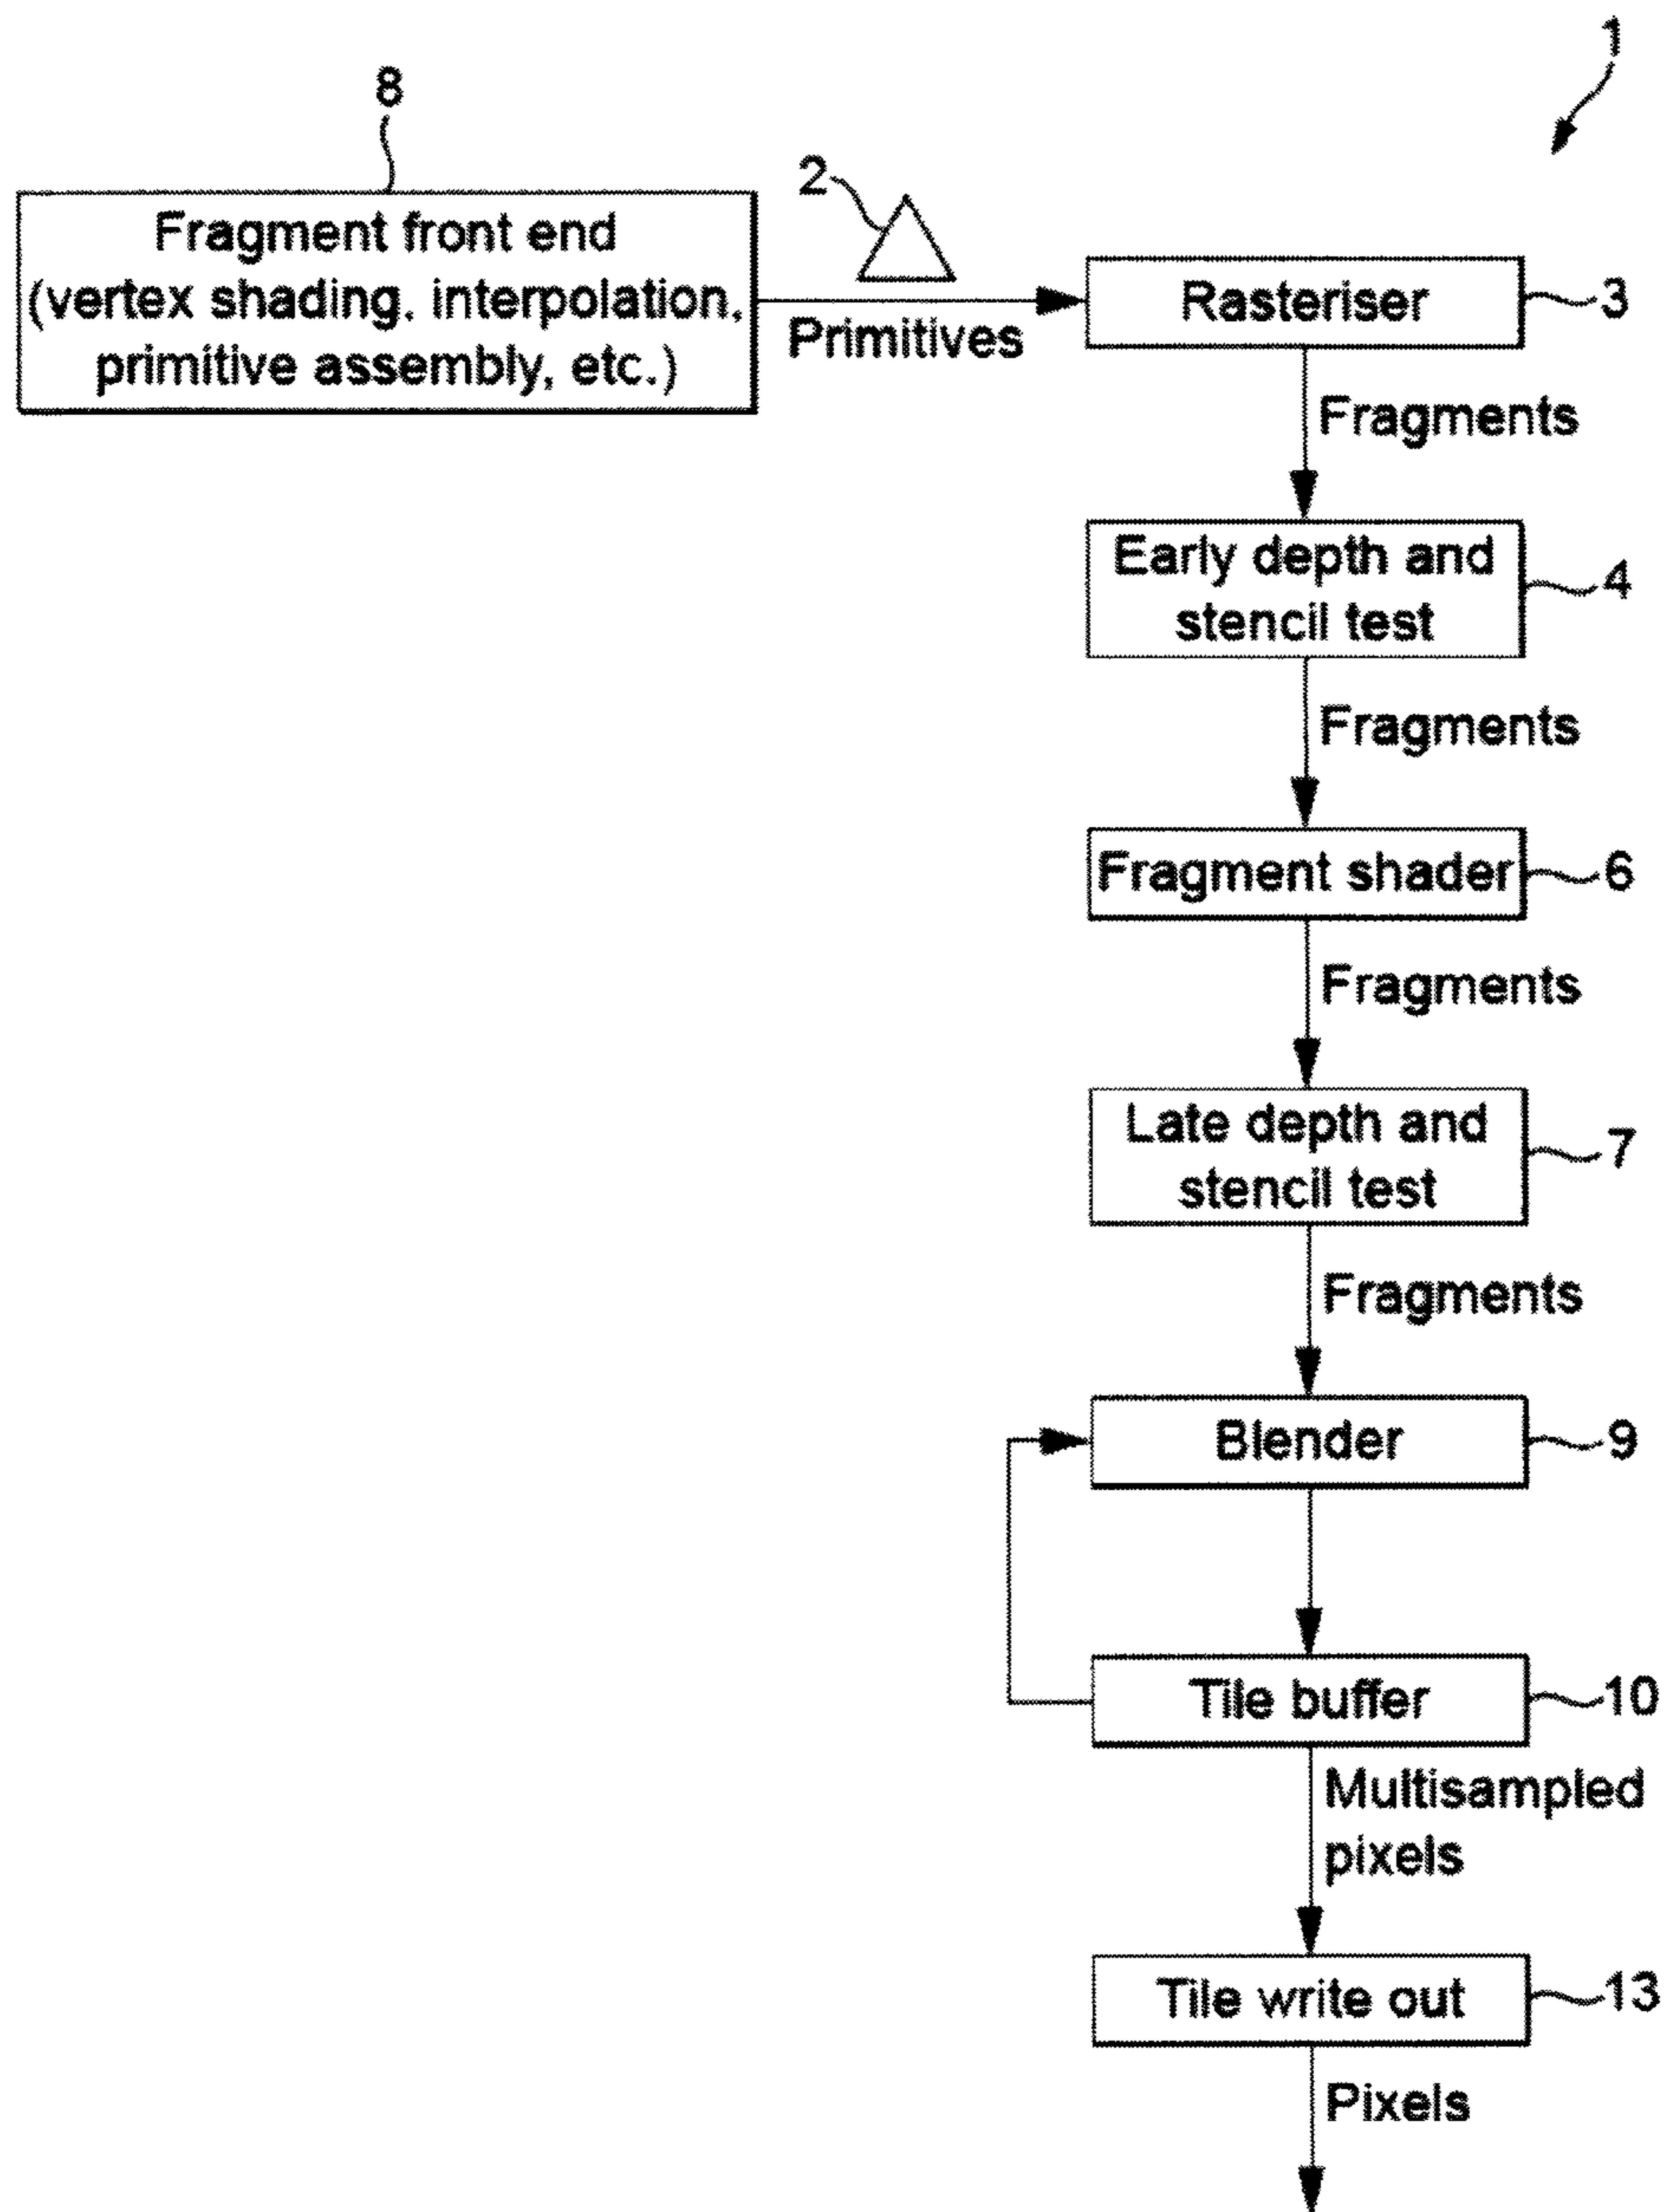 1
8
2
Fragment front end
(vertex shading, interpolation,
primitive assembly, etc.)
Primitives
Rasteriser
3
Fragments
Early depth and
stencil test
4
Fragments
Fragment shader
6
Fragments
Late depth and
stencil test
7
Fragments
Blender
9
Tile buffer
10
Multisampled
pixels
Tile write out
13
Pixels